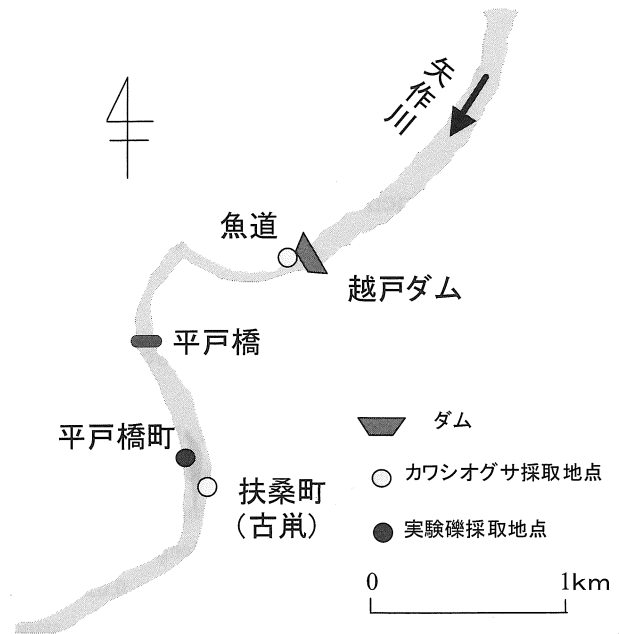 矢作川
魚道
越戸ダム
平戸橋
平戸橋町
扶桑町
(古鼡)
ダム
カワシオグサ採取地点
実験礫採取地点
0 1km